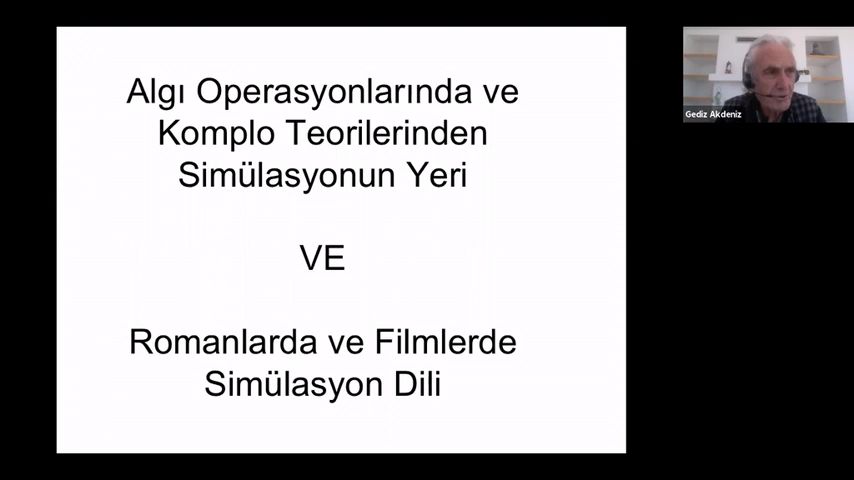 Algı Operasyonlarında ve
Komplo Teorilerinden
Simülasyonun Yeri
VE
Romanlarda ve Filmlerde
Simülasyon Dili
Gediz Akdeniz